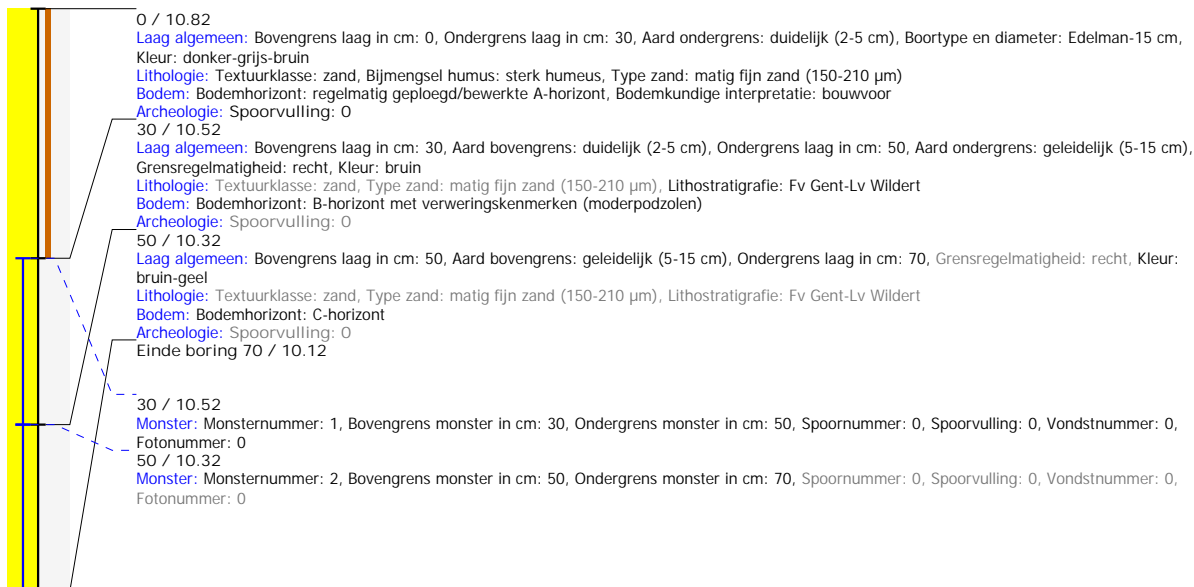 0 / 10.82
Laag algemeen: Bovengrens laag in cm: 0, Ondergrens laag in cm: 30, Aard ondergrens: duidelijk (2-5 cm), Boortype en diameter: Edelman-15 cm,
Kleur: donker-grijs-bruin
Lithologie: Textuurklasse: zand, Bijmengsel humus: sterk humeus, Type zand: matig fijn zand (150-210 µm)
Bodem: Bodemhorizont: regelmatig geploegd/bewerkte A-horizont, Bodemkundige interpretatie: bouwvoor
Archeologie: Spoorvulling: 0
30 / 10.52
Laag algemeen: Bovengrens laag in cm: 30, Aard bovengrens: duidelijk (2-5 cm), Ondergrens laag in cm: 50, Aard ondergrens: geleidelijk (5-15 cm),
Grensregelmatigheid: recht, Kleur: bruin
Lithologie: Textuurklasse: zand, Type zand: matig fijn zand (150-210 µm), Lithostratigrafie: Fv Gent-Lv Wildert
Bodem: Bodemhorizont: B-horizont met verweringskenmerken (moderpodzolen)
Archeologie: Spoorvulling: 0
50 / 10.32
Laag algemeen: Bovengrens laag in cm: 50, Aard bovengrens: geleidelijk (5-15 cm), Ondergrens laag in cm: 70, Grensregelmatigheid: recht, Kleur:
bruin-geel
Lithologie: Textuurklasse: zand, Type zand: matig fijn zand (150-210 µm), Lithostratigrafie: Fv Gent-Lv Wildert
Bodem: Bodemhorizont: C-horizont
Archeologie: Spoorvulling: 0
Einde boring 70 / 10.12
30 / 10.52
Monster: Monsternummer: 1, Bovengrens monster in cm: 30, Ondergrens monster in cm: 50, Spoornummer: 0, Spoorvulling: 0, Vondstnummer: 0,
Fotonummer: 0
50 / 10.32
Monster: Monsternummer: 2, Bovengrens monster in cm: 50, Ondergrens monster in cm: 70, Spoornummer: 0, Spoorvulling: 0, Vondstnummer: 0,
Fotonummer: 0